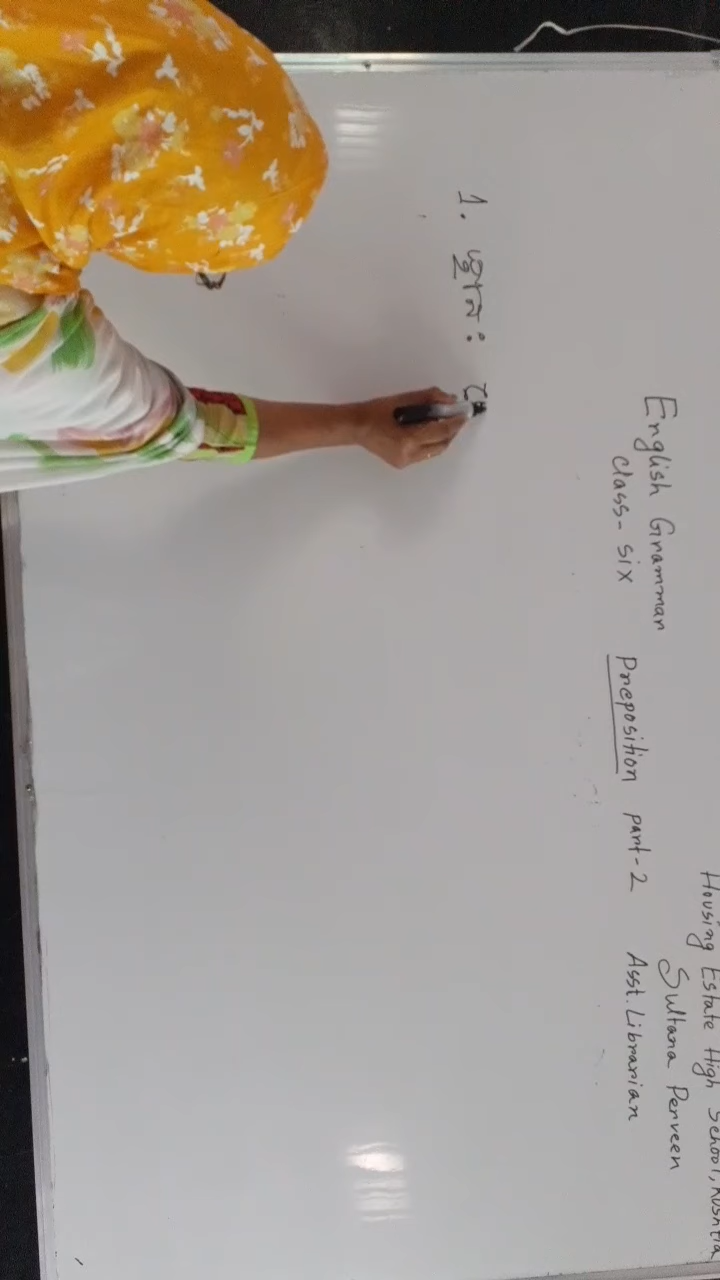 Housing Estate High School, Kushtia
Sultana Perveen
Asst. Librarian
English Grammar
Class- six Preposition part-2
1. স্থান: